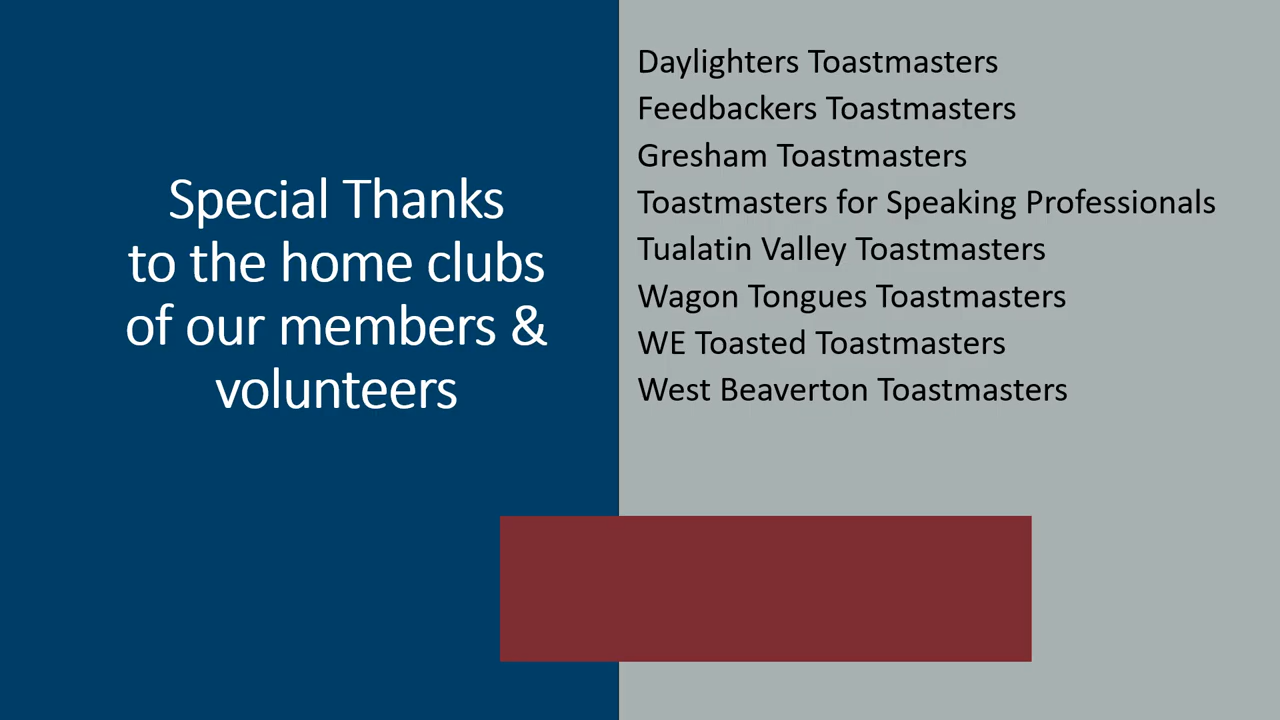 Special Thanks
to the home clubs
of our members &
volunteers
Daylighters Toastmasters
Feedbackers Toastmasters
Gresham Toastmasters
Toastmasters for Speaking Professionals
Tualatin Valley Toastmasters
Wagon Tongues Toastmasters
WE Toasted Toastmasters
West Beaverton Toastmasters